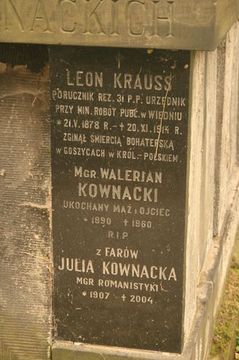 NACKICH
LEON KRAUSS
PORUCZNIK REZ. 31 P.P. URZĘDNIK
PRZY MIN. ROBÓT PUBL. W WIEDNIU
* 21.V.1878 R. - † 20.XI.1914 R.
ZGINĄŁ ŚMIERCIĄ BOHATERSKĄ
W GOSZYCACH W KRÓL.-POLSKIEM.
MGR. WALERIAN
KOWNACKI
UKOCHANY MĄŻ I OJCIEC
* 1890 † 1960
R.I.P.
Z FARÓW
JULIA KOWNACKA
MGR ROMANISTYKI
* 1907 † 2004